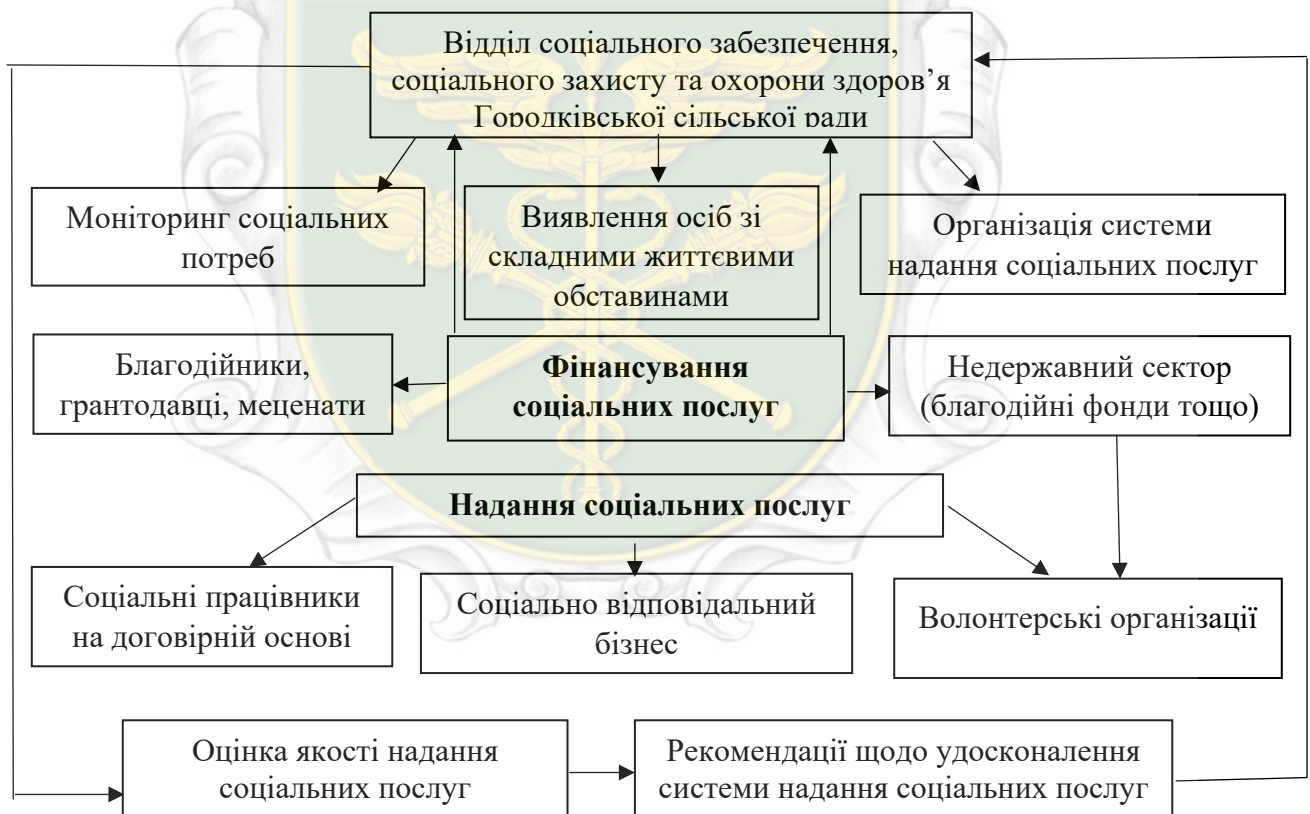 Відділ соціального забезпечення,
соціального захисту та охорони здоров’я
Городківської сільської ради
Моніторинг соціальних
потреб
Виявлення осіб зі
складними життєвими
обставинами
Організація системи
надання соціальних послуг
Благодійники,
грантодавці, меценати
Фінансування
соціальних послуг
Недержавний сектор
(благодійні фонди тощо)
Надання соціальних послуг
Соціальні працівники
на договірній основі
Соціально відповідальний
бізнес
Волонтерські організації
Оцінка якості надання
соціальних послуг
Рекомендації щодо удосконалення
системи надання соціальних послуг